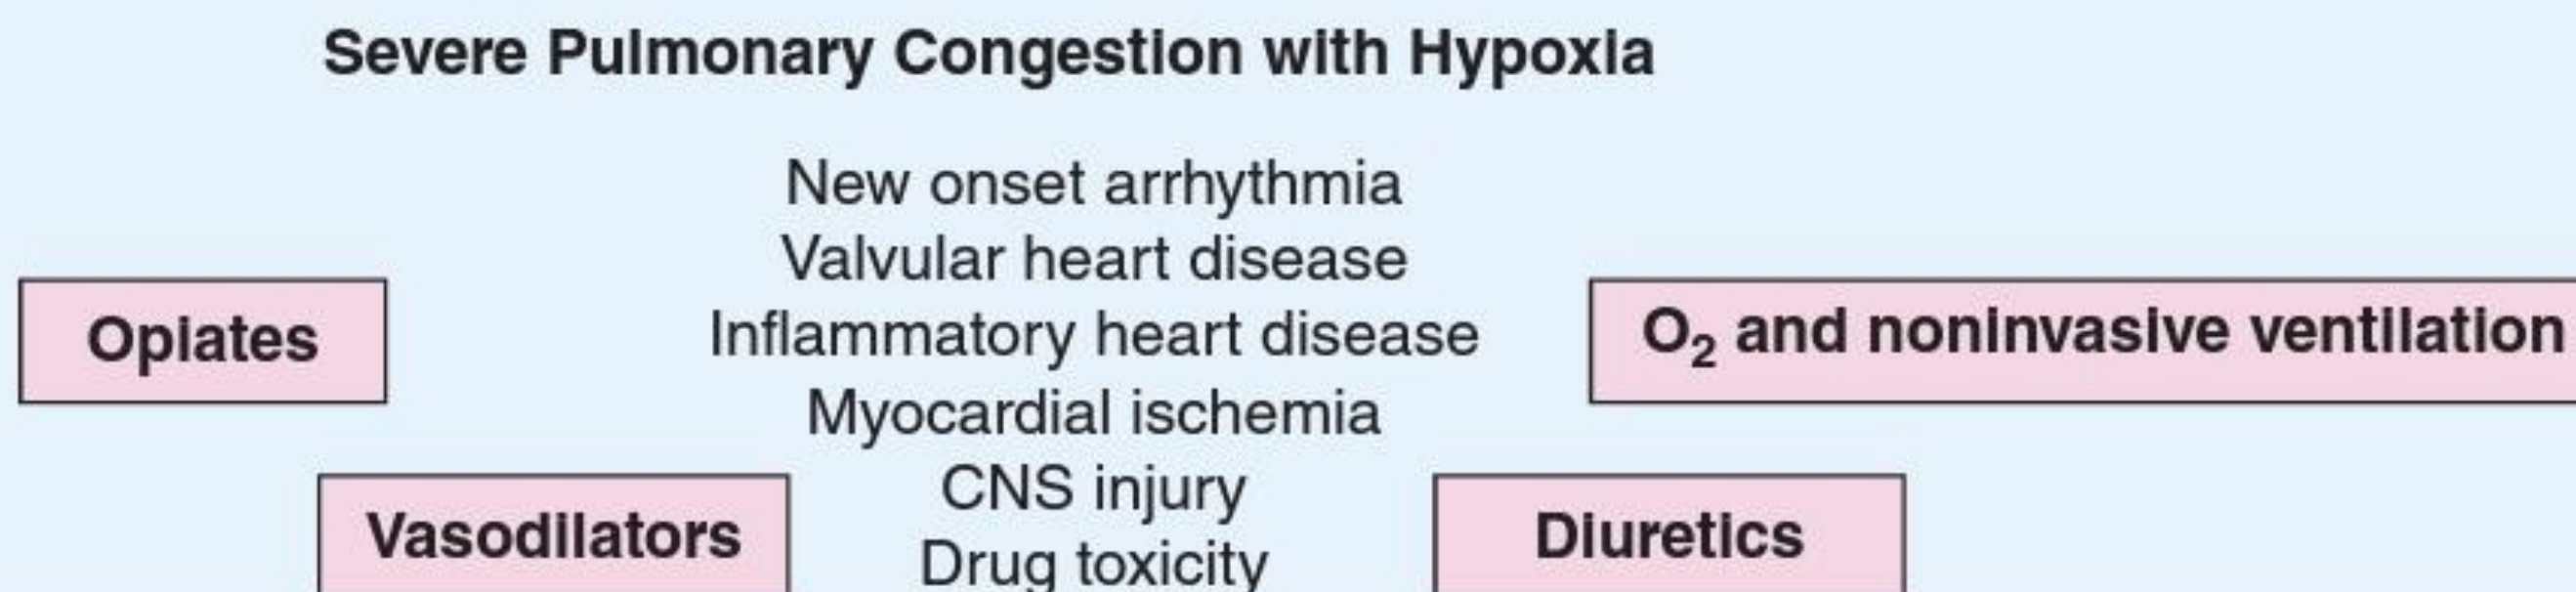 Severe Pulmonary Congestion with Hypoxia
New onset arrhythmia
Valvular heart disease
Inflammatory heart disease
Myocardial ischemia
CNS injury
Drug toxicity
Opiates
O₂ and noninvasive ventilation
Vasodilators
Diuretics